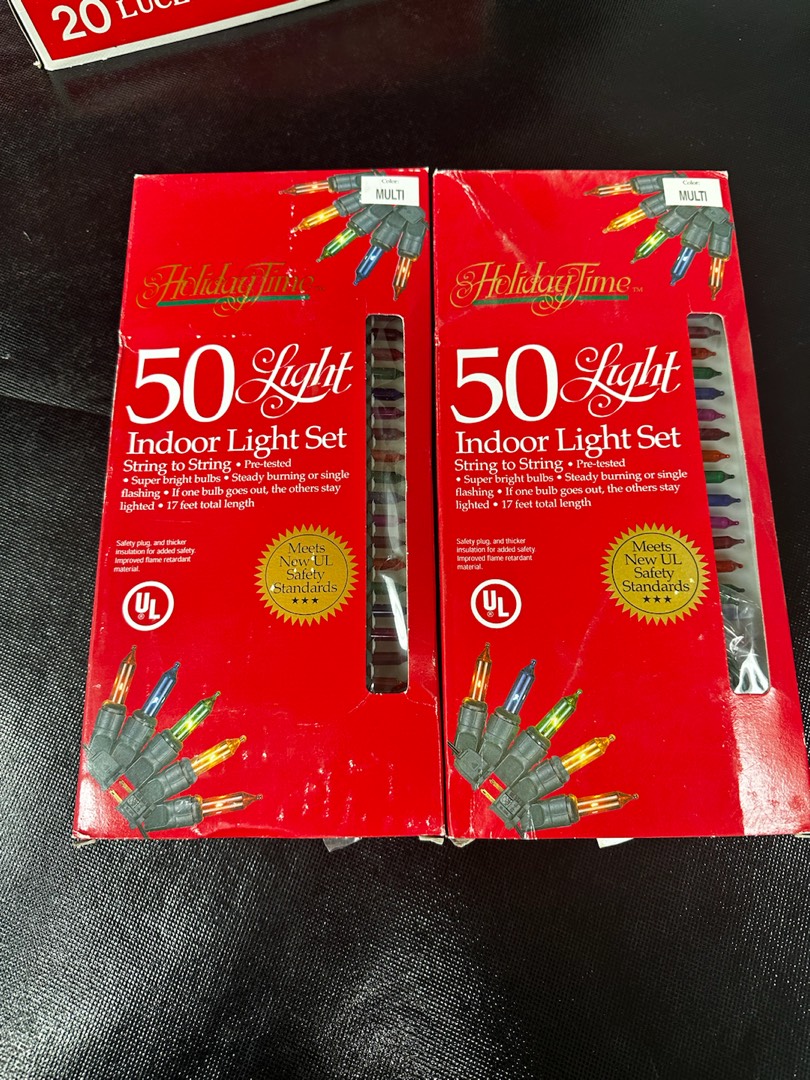 20 LUCE
Color:
MULTI
Holiday Time
50 Light
Indoor Light Set
String to String • Pre-tested
• Super bright bulbs • Steady burning or single
flashing • If one bulb goes out, the others stay
lighted • 17 feet total length
Safety plug, and thicker
insulation for added safety.
Improved flame retardant
material.
Meets
New UL
Safety
Standards
★★★
UL
®
Color:
MULTI
Holiday Time™
50 Light
Indoor Light Set
String to String • Pre-tested
• Super bright bulbs • Steady burning or single
flashing • If one bulb goes out, the others stay
lighted • 17 feet total length
Safety plug, and thicker
insulation for added safety.
Improved flame retardant
material.
Meets
New UL
Safety
Standards
★★★
UL
®